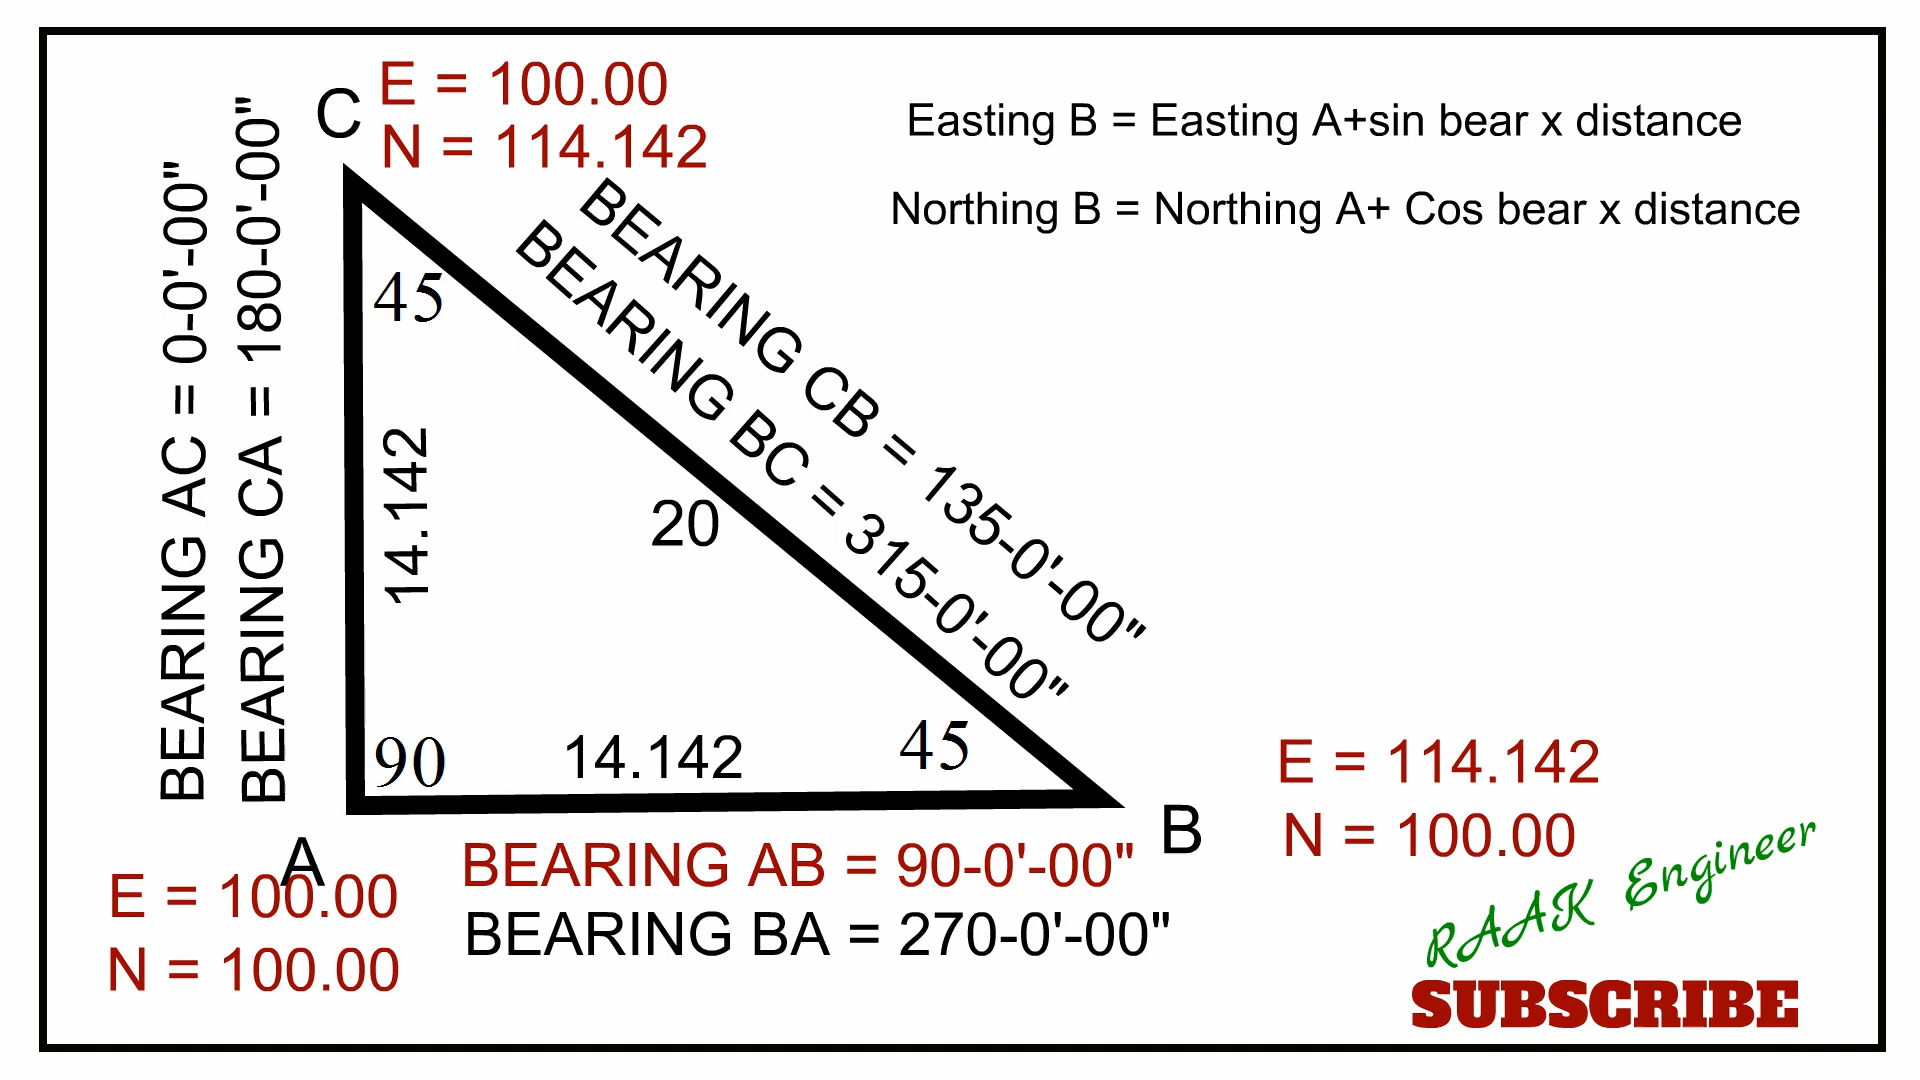 C
E = 100.00
N = 114.142
Easting B = Easting A+sin bear x distance
Northing B = Northing A+ Cos bear x distance
BEARING AC = 0-0'-00"
BEARING CA = 180-0'-00"
BEARING CB = 135-0'-00"
BEARING BC = 315-0'-00"
45
14.142
20
90
14.142
45
A
E = 100.00
N = 100.00
BEARING AB = 90-0'-00"
BEARING BA = 270-0'-00"
B
E = 114.142
N = 100.00
RAAK Engineer
SUBSCRIBE